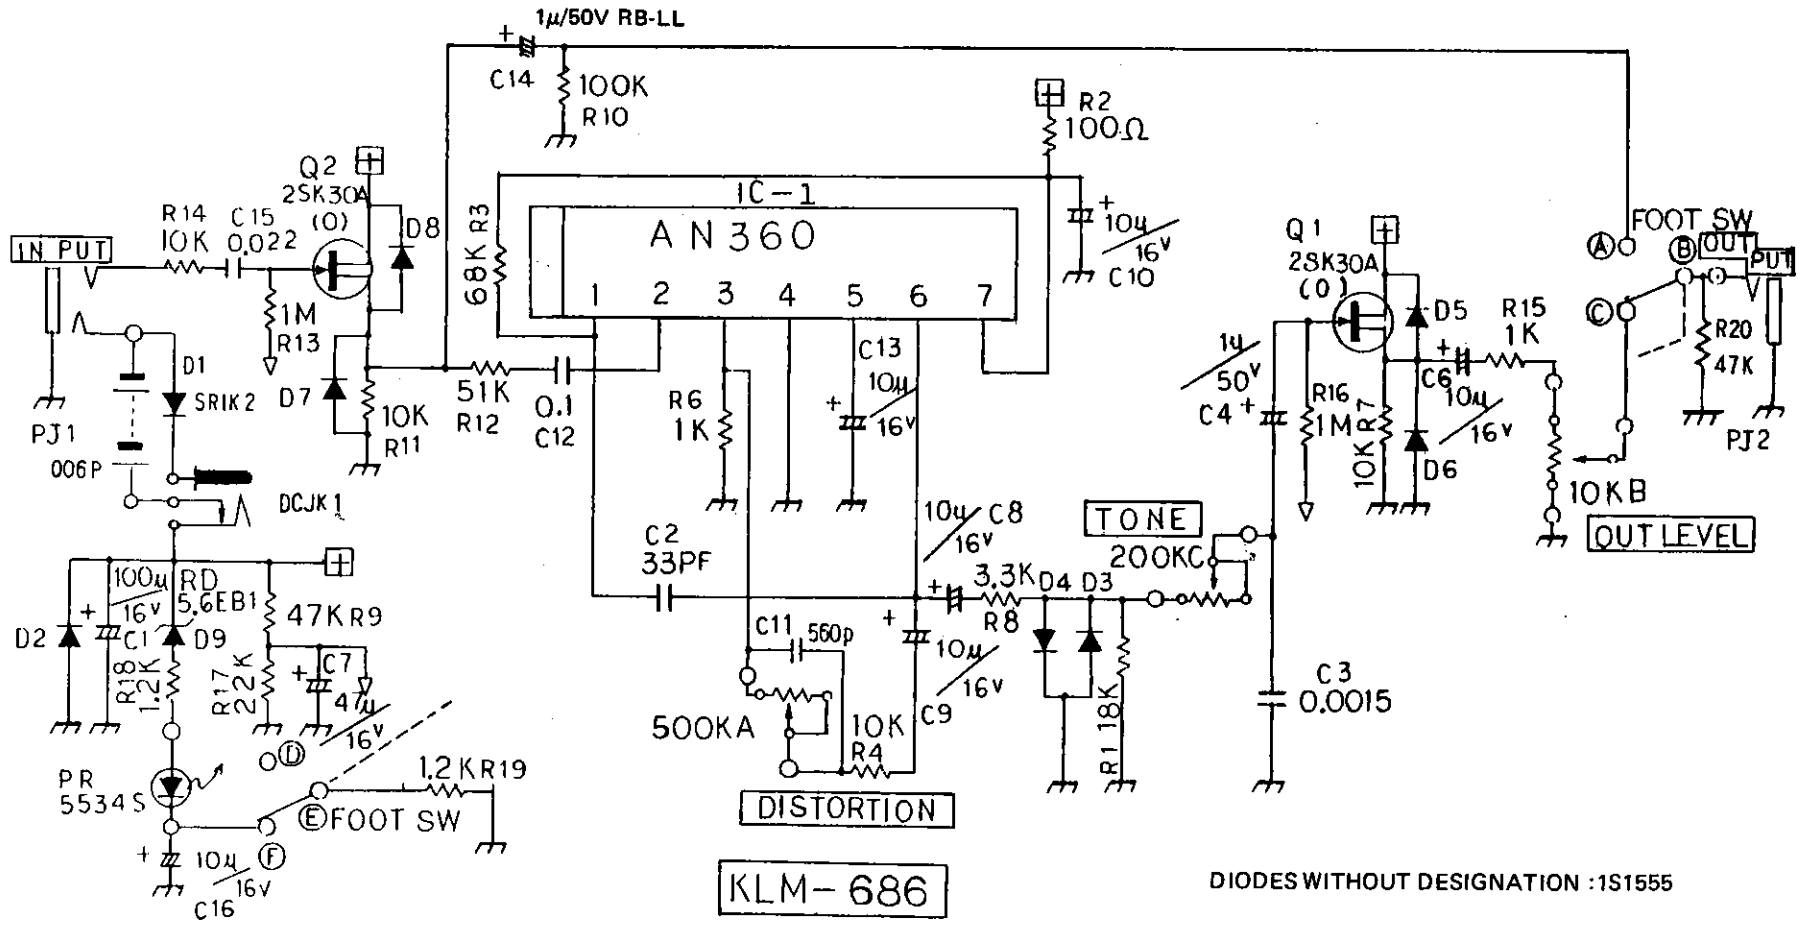 1μ/50V RB-LL
+
C14
100K
R10
R2
100Ω
Q2
2SK30A
(O)
IC-1
AN360
R14
10K
C15
0.022
D8
R3
68K
+
10μ
16V
C10
IN PUT
1 2 3 4 5 6 7
Q1
2SK30A
(O)
FOOT SW
A
B
OUT
PUT
C
1M
R13
D1
SR1K2
D7
10K
R11
51K
R12
0.1
C12
R6
1K
C13
10μ
16V
+
1μ
50V
C4 +
R16
1M
R7
10K
D5
+
C6
10μ
16V
D6
R15
1K
R20
47K
PJ2
PJ1
006P
DCJK1
10KB
OUT LEVEL
C2
33PF
10μ
16V
C8
TONE
200KC
100μ
16V
+
C1
RD
5.6EB1
D9
D2
47K R9
R18
1.2K
R17
22K
+
C7
47μ
16V
C11
560p
+
10μ
16V
C9
+
3.3K
R8
D4
D3
R1 18K
C3
0.0015
500KA
10K
R4
DISTORTION
PR
5534S
D
E
FOOT SW
1.2K R19
F
+
10μ
16V
C16
KLM-686
DIODES WITHOUT DESIGNATION :1S1555